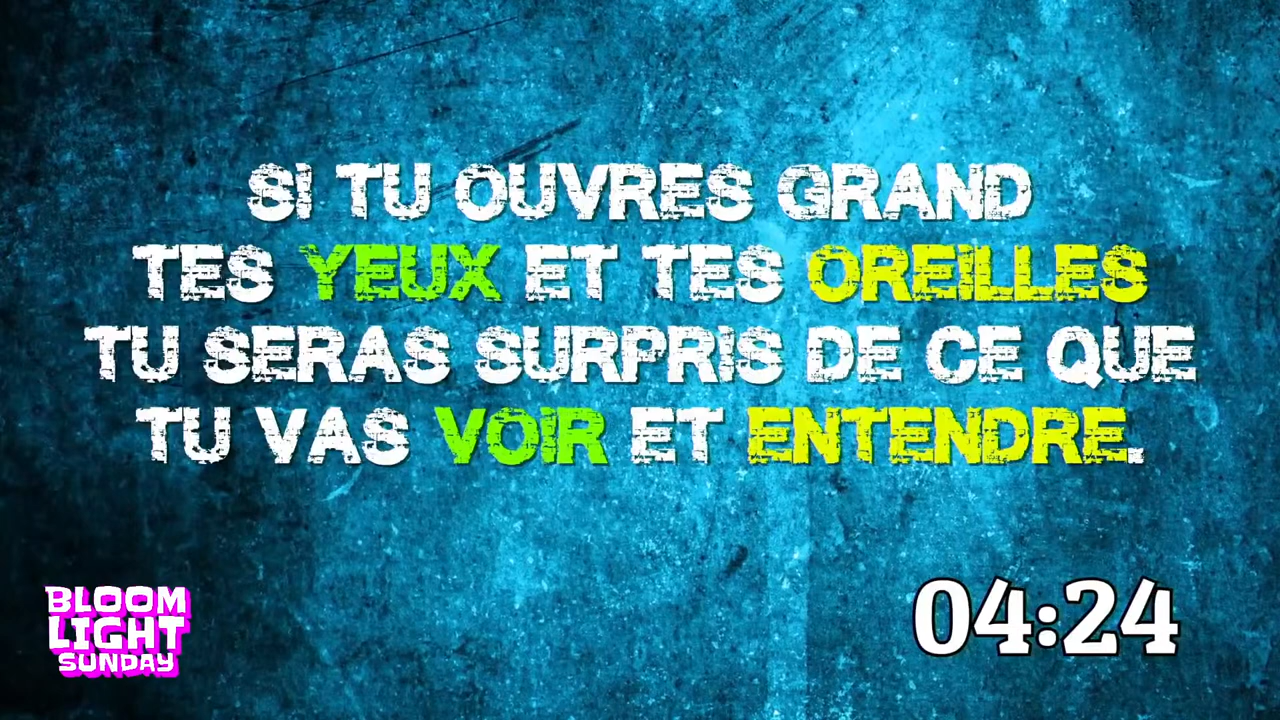 SI TU OUVRES GRAND
TES YEUX ET TES OREILLES
TU SERAS SURPRIS DE CE QUE
TU VAS VOIR ET ENTENDRE.
BLOOM
LIGHT
SUNDAY
04:24